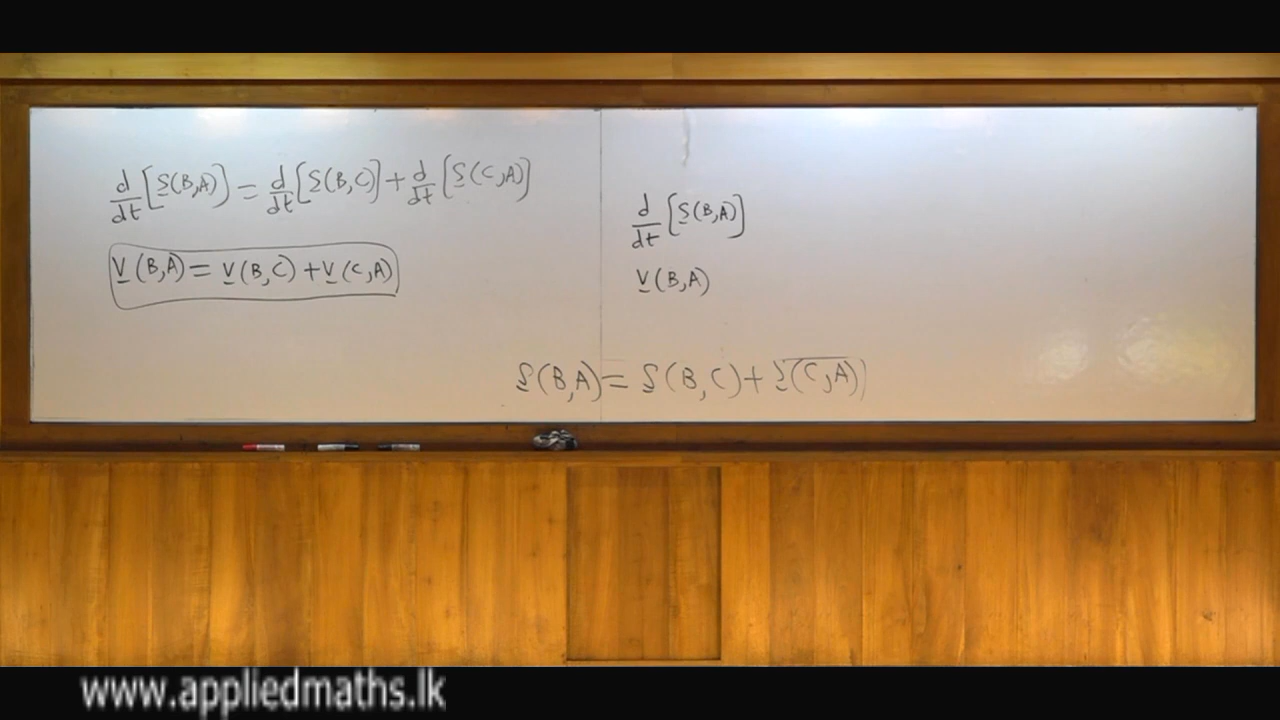 d/dt [S(B,A)] = d/dt [S(B,C)] + d/dt [S(C,A)]
V(B,A) = V(B,C) + V(C,A)
d/dt [S(B,A)]
V(B,A)
S(B,A) = S(B,C) + S(C,A)
www.appliedmaths.lk